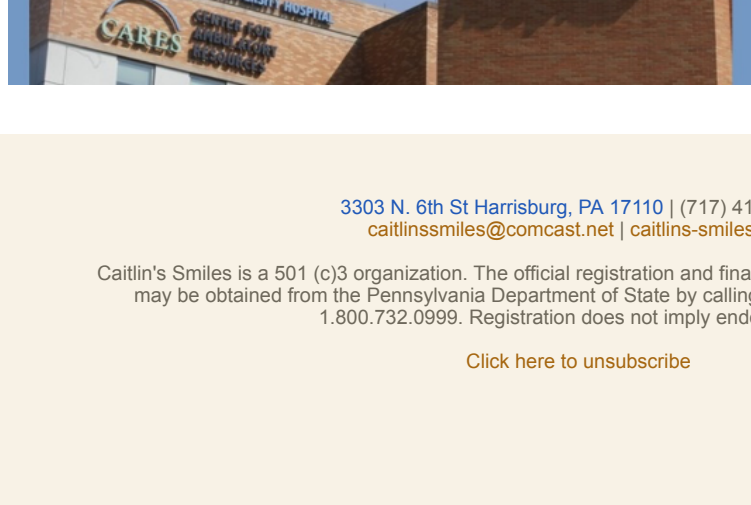 HOSPITAL
CARES
CENTER FOR
AMBULATORY
RESOURCES
3303 N. 6th St Harrisburg, PA 17110 | (717) 41
caitlinssmiles@comcast.net | caitlins-smiles
Caitlin's Smiles is a 501 (c)3 organization. The official registration and fina
may be obtained from the Pennsylvania Department of State by calling
1.800.732.0999. Registration does not imply end
Click here to unsubscribe